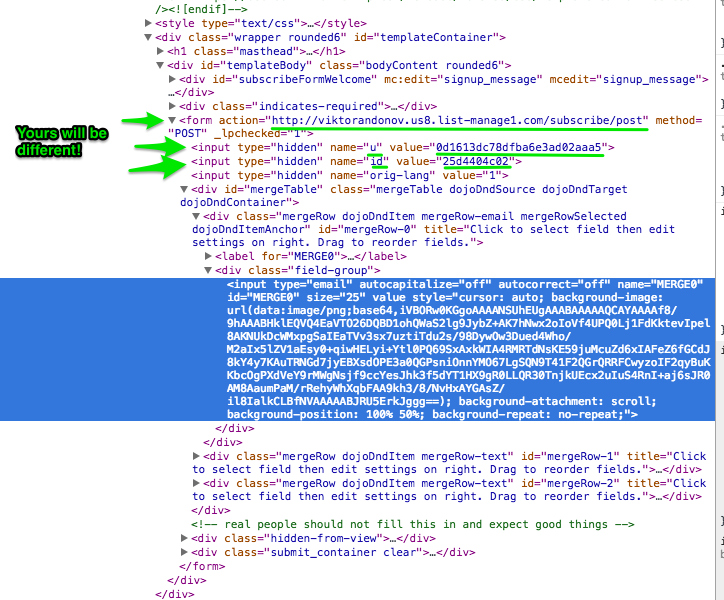 /><![endif]-->
<style type="text/css">…</style>
<div class="wrapper rounded6" id="templateContainer">
<h1 class="masthead">…</h1>
<div id="templateBody" class="bodyContent rounded6">
<div id="subscribeFormWelcome" mc:edit="signup_message" mcedit="signup_message">
…</div>
<div class="indicates-required">…</div>
<form action="http://viktorandonov.us8.list-manage1.com/subscribe/post" method=
"POST" _lpchecked="1">
Yours will be
different!
<input type="hidden" name="u" value="0d1613dc78dfba6e3ad02aaa5">
<input type="hidden" name="id" value="25d4404c02">
<input type="hidden" name="orig-lang" value="1">
<div id="mergeTable" class="mergeTable dojoDndSource dojoDndTarget
dojoDndContainer">
<div class="mergeRow dojoDndItem mergeRow-email mergeRowSelected
dojoDndItemAnchor" id="mergeRow-0" title="Click to select field then edit
settings on right. Drag to reorder fields.">
<label for="MERGE0">…</label>
<div class="field-group">
<input type="email" autocapitalize="off" autocorrect="off" name="MERGE0"
id="MERGE0" size="25" value style="cursor: auto; background-image:
url(data:image/png;base64,iVBORw0KGgoAAAANSUhEUgAAABAAAAAQCAYAAAAf8/
9hAAABHklEQVQ4EaVTO26DQBD1ohQWaS2lg9JybZ+AK7hNwx2oIoVf4UPQ0Lj1FdKktevIpel
8AKNUkDcWMxpgSaIEaTVv3sx7uztiTdu2s/98DywOw3Dued4Who/
M2aIx5lZV1aEsy0+qiwHELyi+Ytl0PQ69SxAxkWIA4RMRTdNsKE59juMcuZd6xIAFeZ6fGCdJ
8kY4y7KAuTRNGd7jyEBXsdOPE3a0QGPsniOnnYMO67LgSQN9T41F2QGrQRRFCwyzoIF2qyBuK
KbcOgPXdVeY9rMWgNsjf9ccYesJhk3f5dYT1HX9gR0LLQR30TnjkUEcx2uIuS4RnI+aj6sJR0
AM8AaumPaM/rRehyWhXqbFAA9kh3/8/NvHxAYGAsZ/
il8IalkCLBfNVAAAAABJRU5ErkJggg==); background-attachment: scroll;
background-position: 100% 50%; background-repeat: no-repeat;">
</div>
</div>
<div class="mergeRow dojoDndItem mergeRow-text" id="mergeRow-1" title="Click
to select field then edit settings on right. Drag to reorder fields.">…</div>
<div class="mergeRow dojoDndItem mergeRow-text" id="mergeRow-2" title="Click
to select field then edit settings on right. Drag to reorder fields.">…</div>
</div>
<!-- real people should not fill this in and expect good things -->
<div class="hidden-from-view">…</div>
<div class="submit_container clear">…</div>
</form>
</div>
</div>